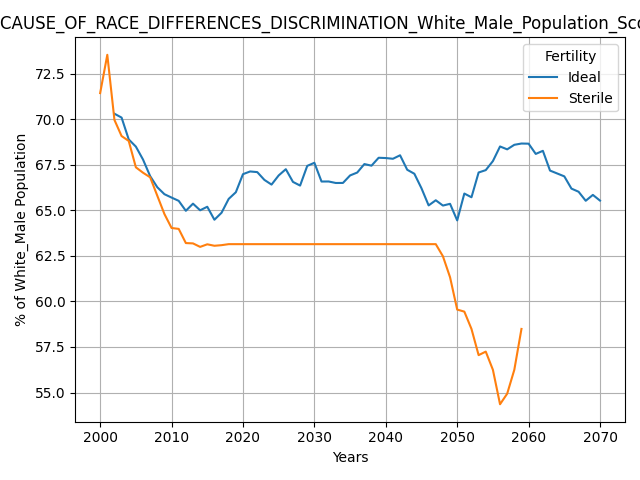 CAUSE_OF_RACE_DIFFERENCES_DISCRIMINATION_White_Male_Population_Sco
Fertility
Ideal
Sterile
72.5
70.0
67.5
65.0
62.5
60.0
57.5
55.0
% of White_Male Population
2000 2010 2020 2030 2040 2050 2060 2070
Years